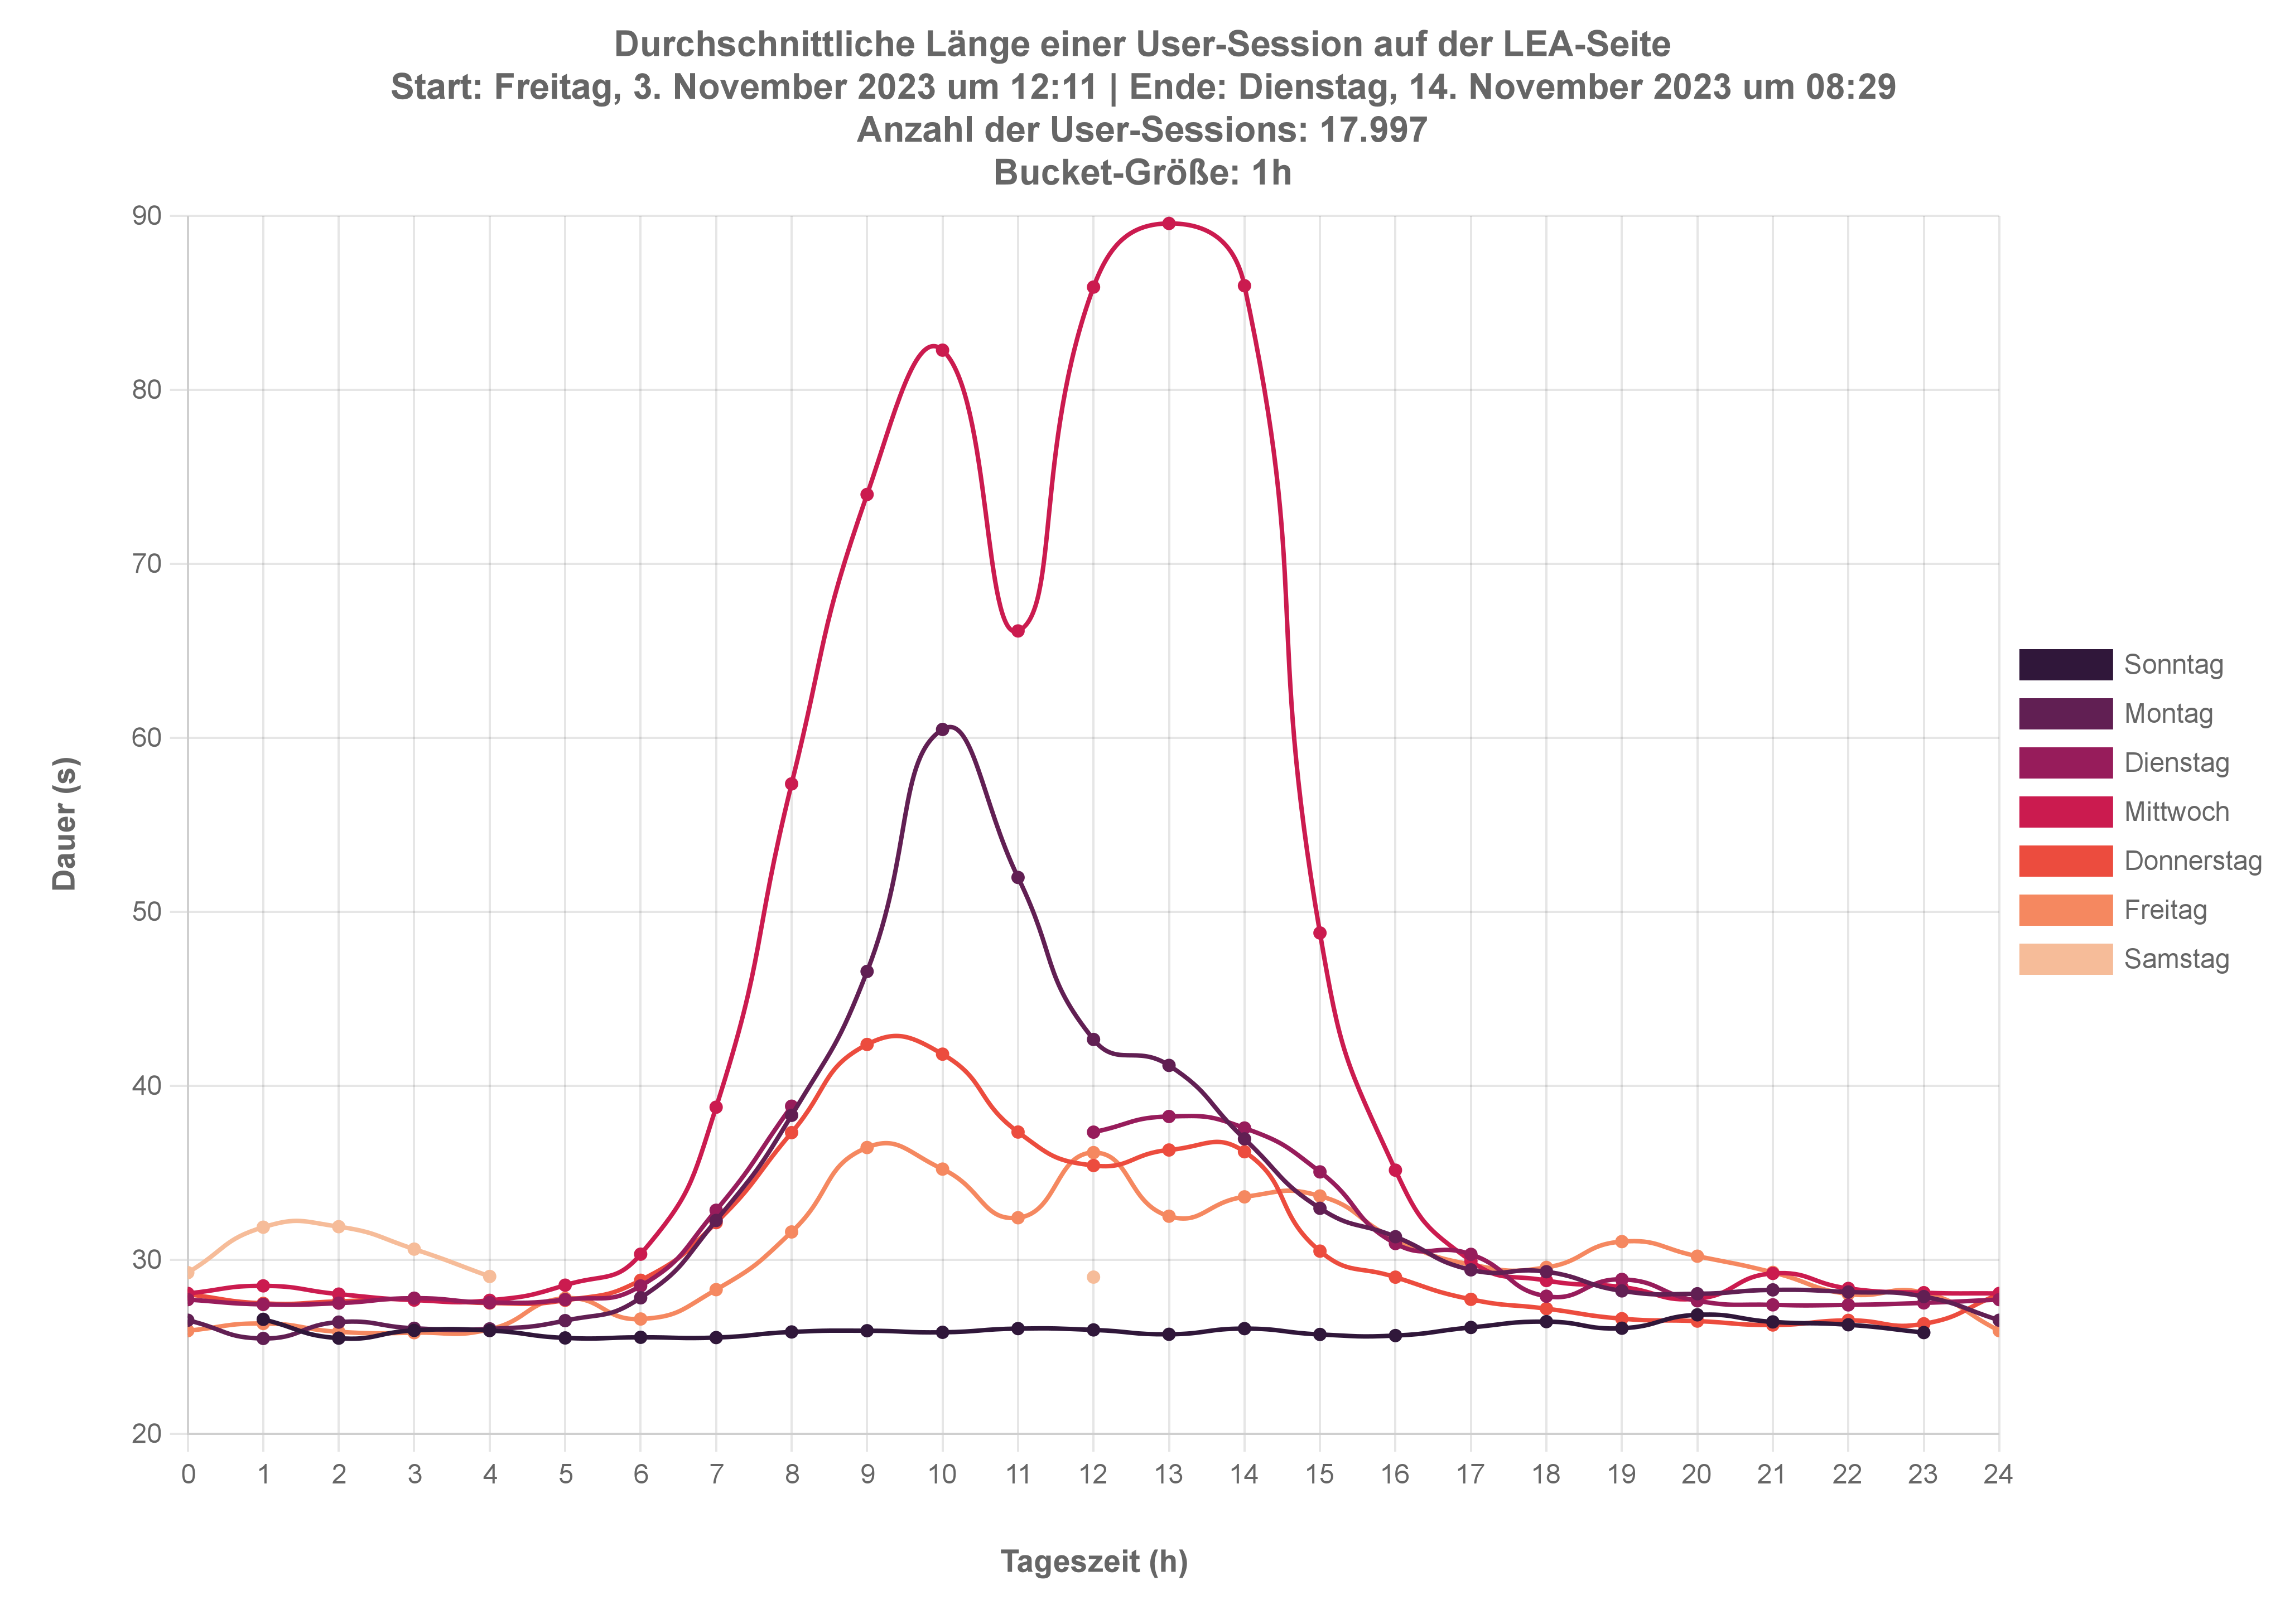 Durchschnittliche Länge einer User-Session auf der LEA-Seite
Start: Freitag, 3. November 2023 um 12:11 | Ende: Dienstag, 14. November 2023 um 08:29
Anzahl der User-Sessions: 17.997
Bucket-Größe: 1h
90
80
70
60
50
40
30
20
Dauer (s)
0 1 2 3 4 5 6 7 8 9 10 11 12 13 14 15 16 17 18 19 20 21 22 23 24
Tageszeit (h)
Sonntag
Montag
Dienstag
Mittwoch
Donnerstag
Freitag
Samstag